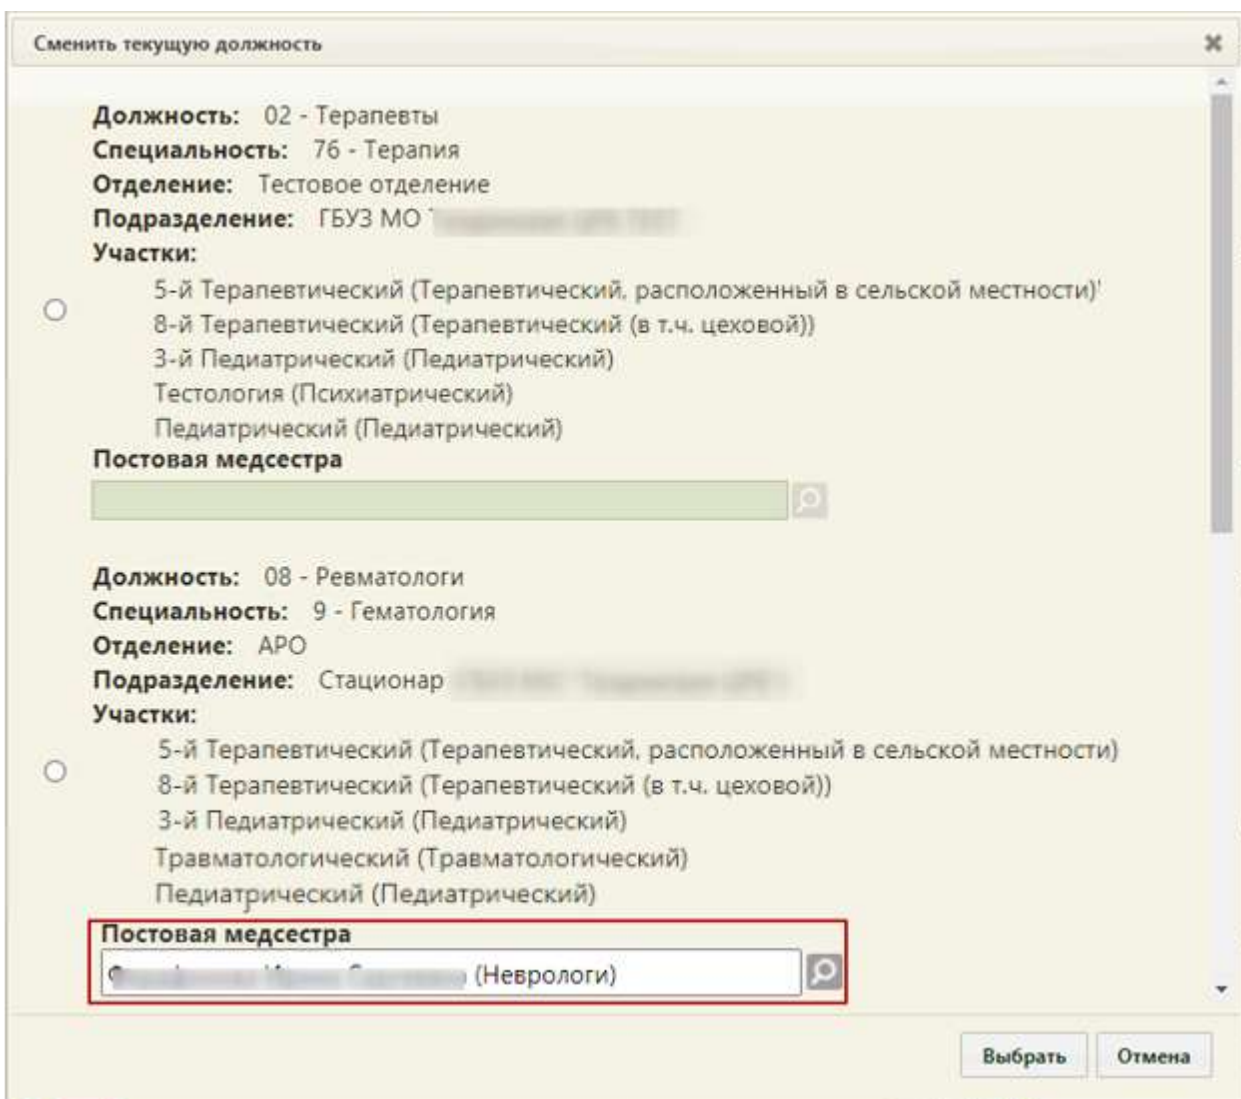 Сменить текущую должность
Должность: 02 - Терапевты
Специальность: 76 - Терапия
Отделение: Тестовое отделение
Подразделение: ГБУЗ МО
Участки:
5-й Терапевтический (Терапевтический, расположенный в сельской местности)'
8-й Терапевтический (Терапевтический (в т.ч. цеховой))
3-й Педиатрический (Педиатрический)
Тестология (Психиатрический)
Педиатрический (Педиатрический)
Постовая медсестра
Должность: 08 - Ревматологи
Специальность: 9 - Гематология
Отделение: АРО
Подразделение: Стационар
Участки:
5-й Терапевтический (Терапевтический, расположенный в сельской местности)
8-й Терапевтический (Терапевтический (в т.ч. цеховой))
3-й Педиатрический (Педиатрический)
Травматологический (Травматологический)
Педиатрический (Педиатрический)
Постовая медсестра
(Неврологи)
Выбрать
Отмена